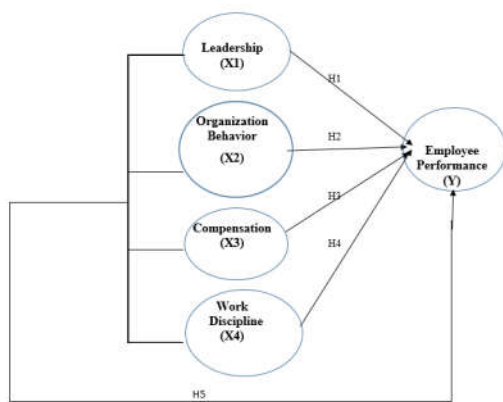 Leadership
(X1)
H1
Organization
Behavior
(X2)
H2
Employee
Performance
(Y)
H3
Compensation
(X3)
H4
Work
Discipline
(X4)
H5